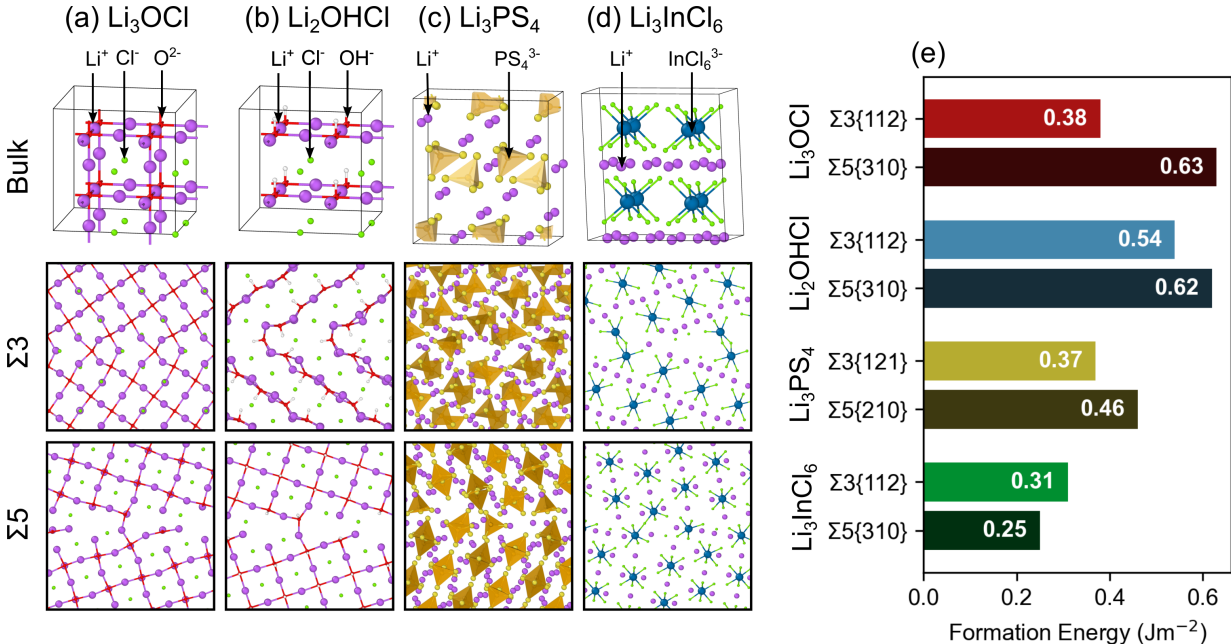 (a) Li₃OCl
(b) Li₂OHCl
(c) Li₃PS₄
(d) Li₃InCl₆
Li⁺ Cl⁻ O²⁻
Li⁺ Cl⁻ OH⁻
Li⁺ PS₄³⁻
Li⁺ InCl₆³⁻
Bulk
Σ3
Σ5
(e)
Li₃OCl
Σ3{112}
0.38
Σ5{310}
0.63
Li₂OHCl
Σ3{112}
0.54
Σ5{310}
0.62
Li₃PS₄
Σ3{121}
0.37
Σ5{210}
0.46
Li₃InCl₆
Σ3{112}
0.31
Σ5{310}
0.25
0.0 0.2 0.4 0.6
Formation Energy (Jm⁻²)